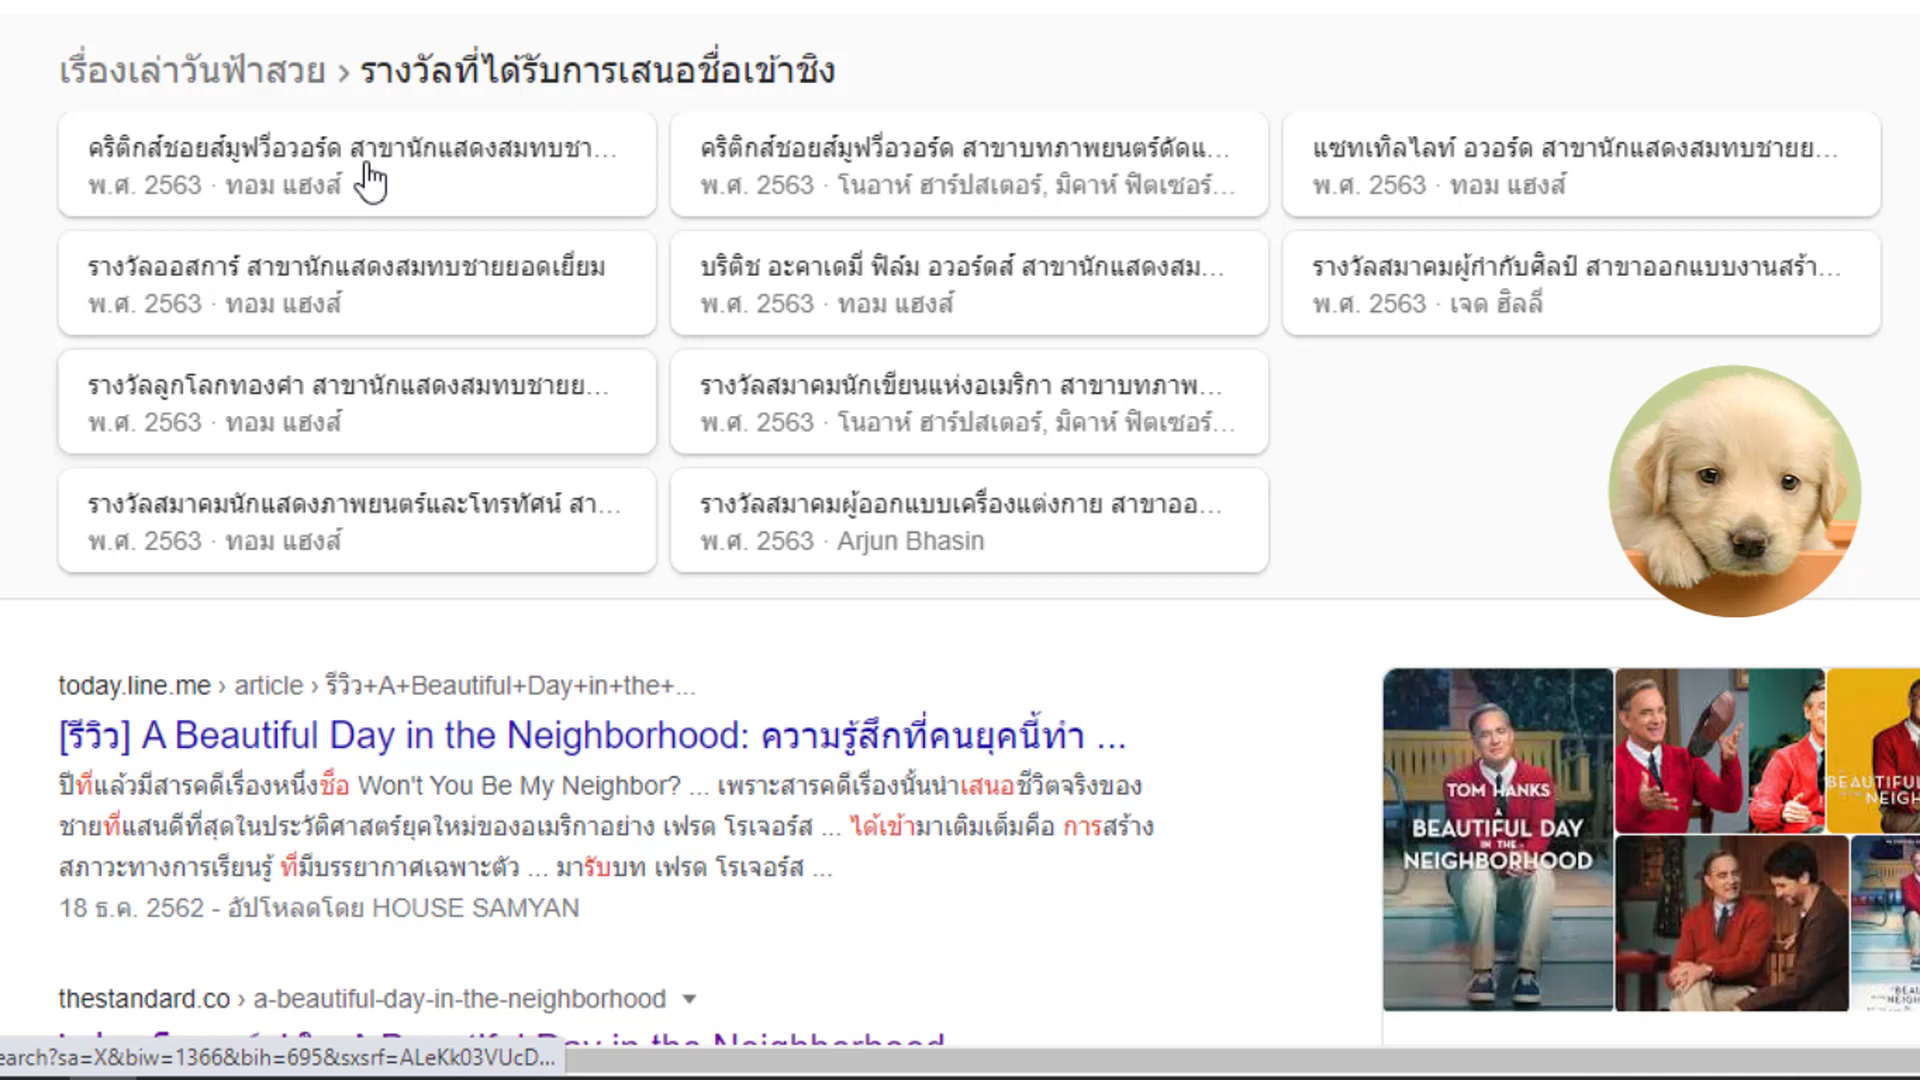 เรื่องเล่าวันฟ้าสวย › รางวัลที่ได้รับการเสนอชื่อเข้าชิง
คริติกส์ชอยส์มูฟวี่อวอร์ด สาขานักแสดงสมทบชา...
พ.ศ. 2563 · ทอม แฮงส์
คริติกส์ชอยส์มูฟวี่อวอร์ด สาขาบทภาพยนตร์ดัดแ...
พ.ศ. 2563 · โนอาห์ ฮาร์ปสเตอร์, มิคาห์ ฟิตเซอร์...
แซทเทิลไลท์ อวอร์ด สาขานักแสดงสมทบชายย...
พ.ศ. 2563 · ทอม แฮงส์
รางวัลออสการ์ สาขานักแสดงสมทบชายยอดเยี่ยม
พ.ศ. 2563 · ทอม แฮงส์
บริติช อะคาเดมี่ ฟิล์ม อวอร์ดส์ สาขานักแสดงสม...
พ.ศ. 2563 · ทอม แฮงส์
รางวัลสมาคมผู้กำกับศิลป์ สาขาออกแบบงานสร้า...
พ.ศ. 2563 · เจด ฮิลลี่
รางวัลลูกโลกทองคำ สาขานักแสดงสมทบชายย...
พ.ศ. 2563 · ทอม แฮงส์
รางวัลสมาคมนักเขียนแห่งอเมริกา สาขาบทภาพ...
พ.ศ. 2563 · โนอาห์ ฮาร์ปสเตอร์, มิคาห์ ฟิตเซอร์...
รางวัลสมาคมนักแสดงภาพยนตร์และโทรทัศน์ สา...
พ.ศ. 2563 · ทอม แฮงส์
รางวัลสมาคมผู้ออกแบบเครื่องแต่งกาย สาขาออ...
พ.ศ. 2563 · Arjun Bhasin
today.line.me › article › รีวิว+A+Beautiful+Day+in+the+...
[รีวิว] A Beautiful Day in the Neighborhood: ความรู้สึกที่คนยุคนี้ทำ ...
ปีที่แล้วมีสารคดีเรื่องหนึ่งชื่อ Won't You Be My Neighbor? ... เพราะสารคดีเรื่องนั้นนำเสนอชีวิตจริงของ
ชายที่แสนดีที่สุดในประวัติศาสตร์ยุคใหม่ของอเมริกาอย่าง เฟรด โรเจอร์ส ... ได้เข้ามาเติมเต็มคือ การสร้าง
สภาวะทางการเรียนรู้ ที่มีบรรยากาศเฉพาะตัว ... มารับบท เฟรด โรเจอร์ส ...
18 ธ.ค. 2562 - อัปโหลดโดย HOUSE SAMYAN
TOM HANKS
A
BEAUTIFUL DAY
IN THE
NEIGHBORHOOD
BEAUTIFUL
NEIGH
thestandard.co › a-beautiful-day-in-the-neighborhood
A Beautiful Day in the Neighborhood
earch?sa=X&biw=1366&bih=695&sxsrf=ALeKk03VUcD...